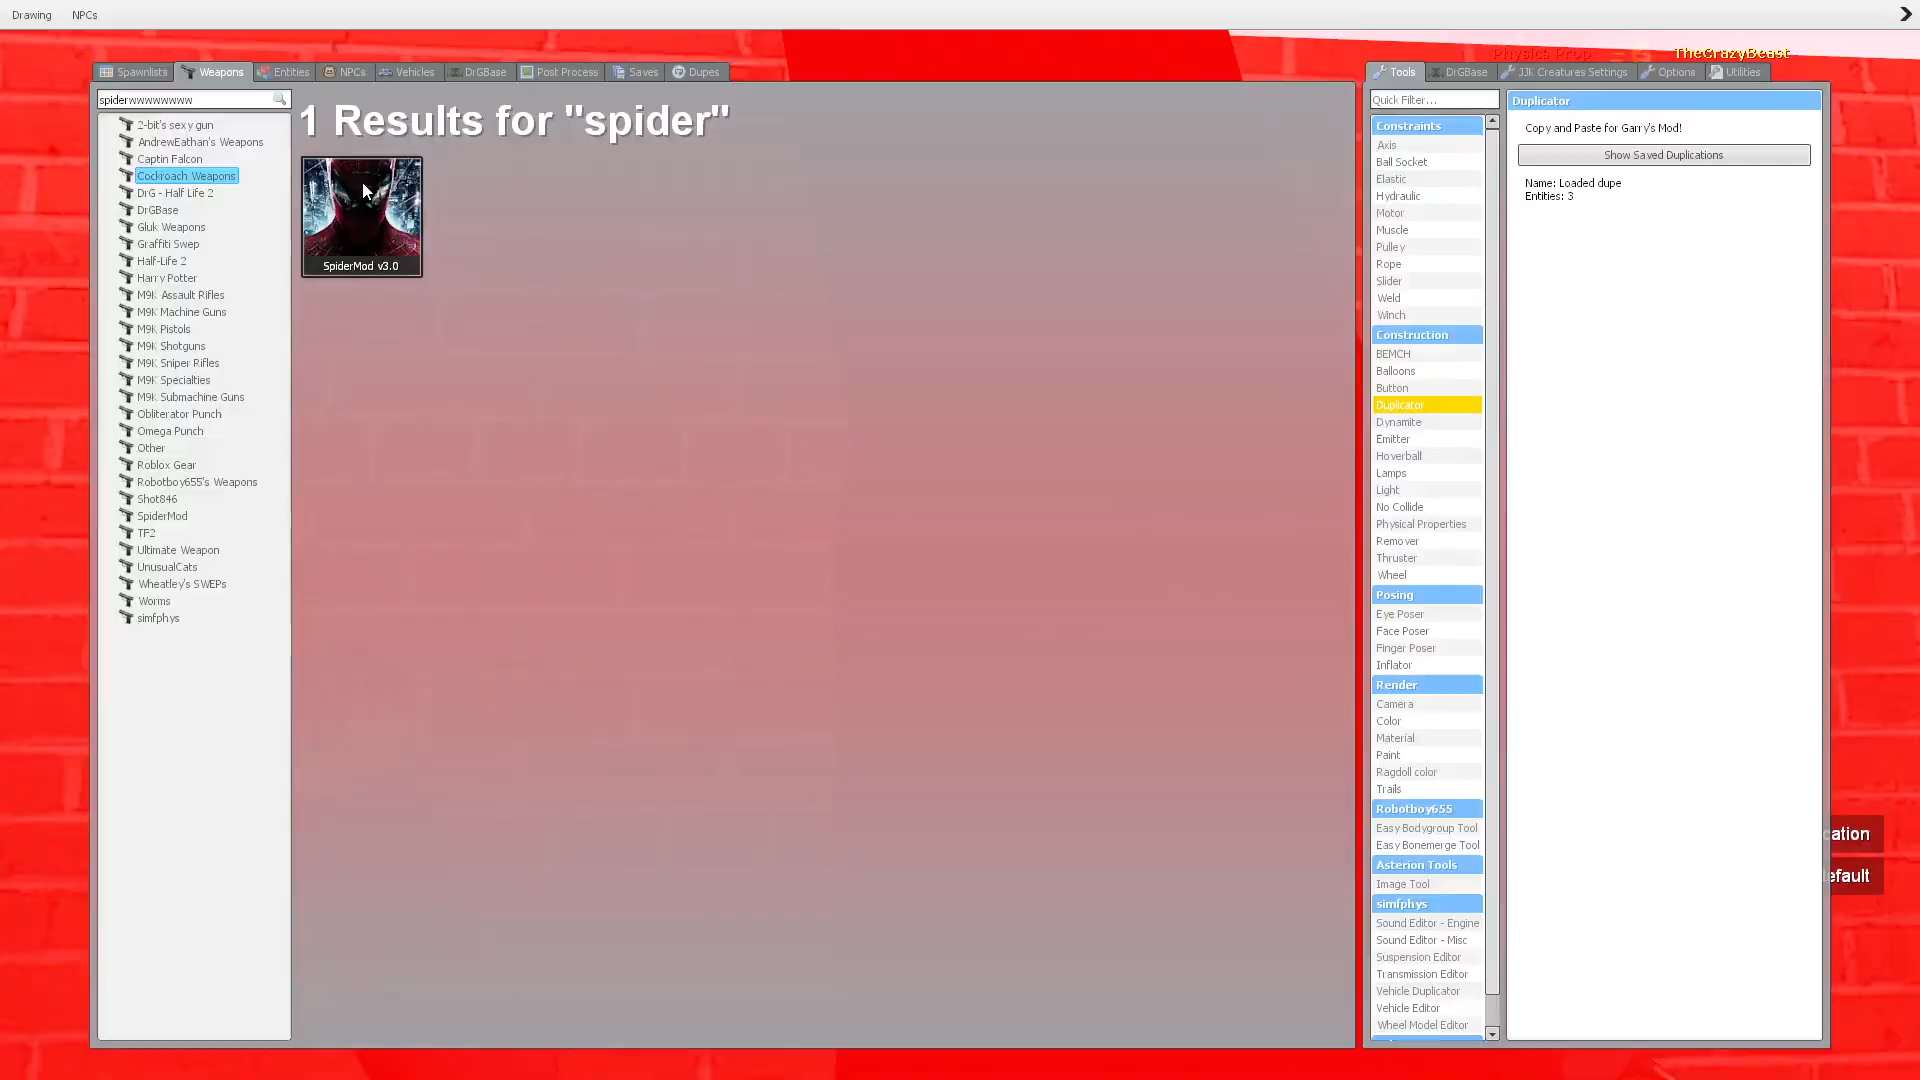 Drawing NPCs
Physics Prop
TheCrazyBeast
Spawnlists Weapons Entities NPCs Vehicles DrGBase Post Process Saves Dupes
spiderwwwwwwwww
2-bit's sexy gun
AndrewEathan's Weapons
Captin Falcon
Cockroach Weapons
DrG - Half Life 2
DrGBase
Gluk Weapons
Graffiti Swep
Half-Life 2
Harry Potter
M9K Assault Rifles
M9K Machine Guns
M9K Pistols
M9K Shotguns
M9K Sniper Rifles
M9K Specialties
M9K Submachine Guns
Obliterator Punch
Omega Punch
Other
Roblox Gear
Robotboy655's Weapons
Shot846
SpiderMod
TF2
Ultimate Weapon
UnusualCats
Wheatley's SWEPs
Worms
simfphys
1 Results for "spider"
SpiderMod v3.0
Tools DrGBase JJk Creatures Settings Options Utilities
Quick Filter...
Constraints
Axis
Ball Socket
Elastic
Hydraulic
Motor
Muscle
Pulley
Rope
Slider
Weld
Winch
Construction
BEMCH
Balloons
Button
Duplicator
Dynamite
Emitter
Hoverball
Lamps
Light
No Collide
Physical Properties
Remover
Thruster
Wheel
Posing
Eye Poser
Face Poser
Finger Poser
Inflator
Render
Camera
Color
Material
Paint
Ragdoll color
Trails
Robotboy655
Easy Bodygroup Tool
Easy Bonemerge Tool
Asterion Tools
Image Tool
simfphys
Sound Editor - Engine
Sound Editor - Misc
Suspension Editor
Transmission Editor
Vehicle Duplicator
Vehicle Editor
Wheel Model Editor
Duplicator
Copy and Paste for Garry's Mod!
Show Saved Duplications
Name: Loaded dupe
Entities: 3
cation
efault